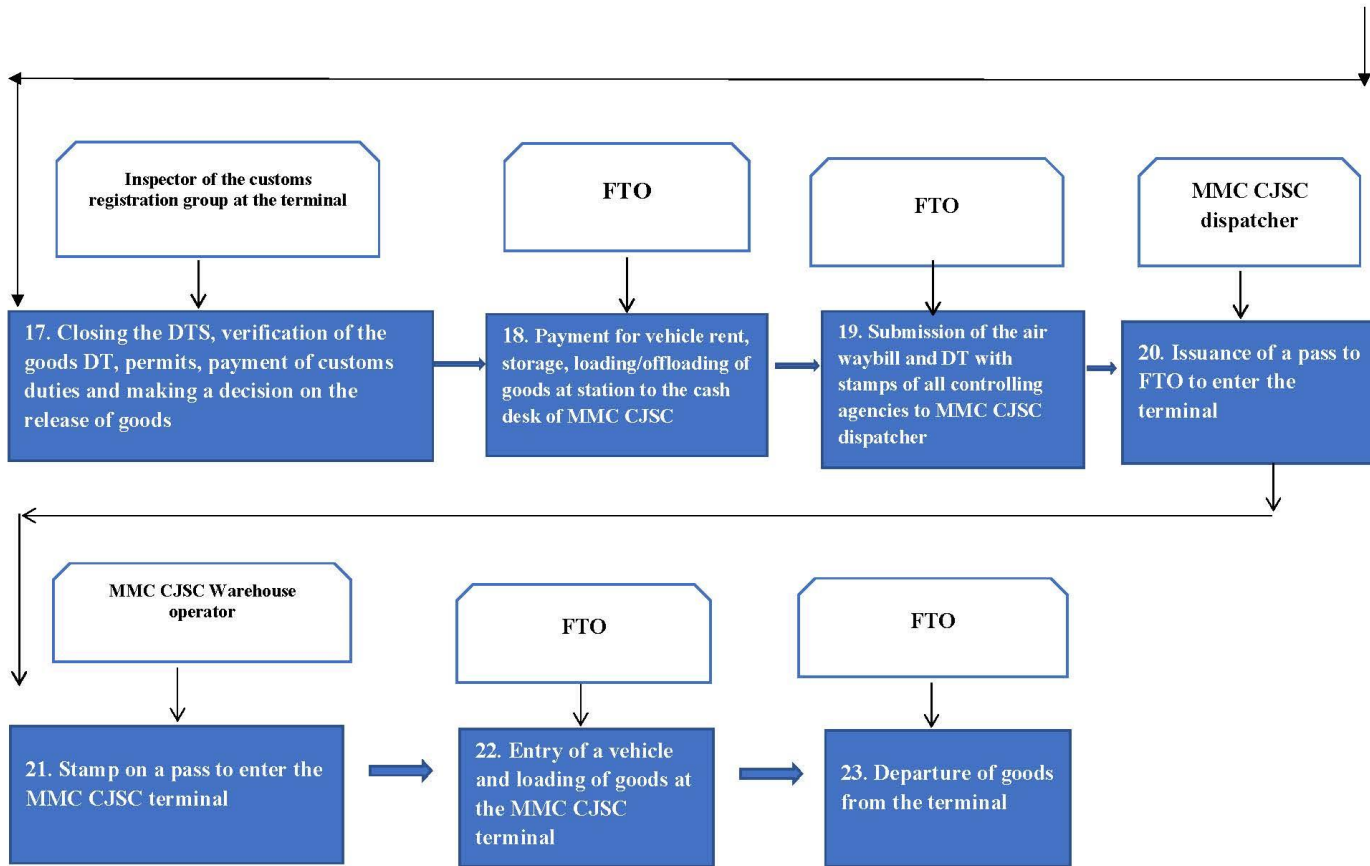 Inspector of the customs
registration group at the terminal
FTO
FTO
MMC CJSC
dispatcher
17. Closing the DTS, verification of the
goods DT, permits, payment of customs
duties and making a decision on the
release of goods
18. Payment for vehicle rent,
storage, loading/offloading of
goods at station to the cash
desk of MMC CJSC
19. Submission of the air
waybill and DT with
stamps of all controlling
agencies to MMC CJSC
dispatcher
20. Issuance of a pass to
FTO to enter the
terminal
MMC CJSC Warehouse
operator
FTO
FTO
21. Stamp on a pass to enter the
MMC CJSC terminal
22. Entry of a vehicle
and loading of goods at
the MMC CJSC
terminal
23. Departure of goods
from the terminal